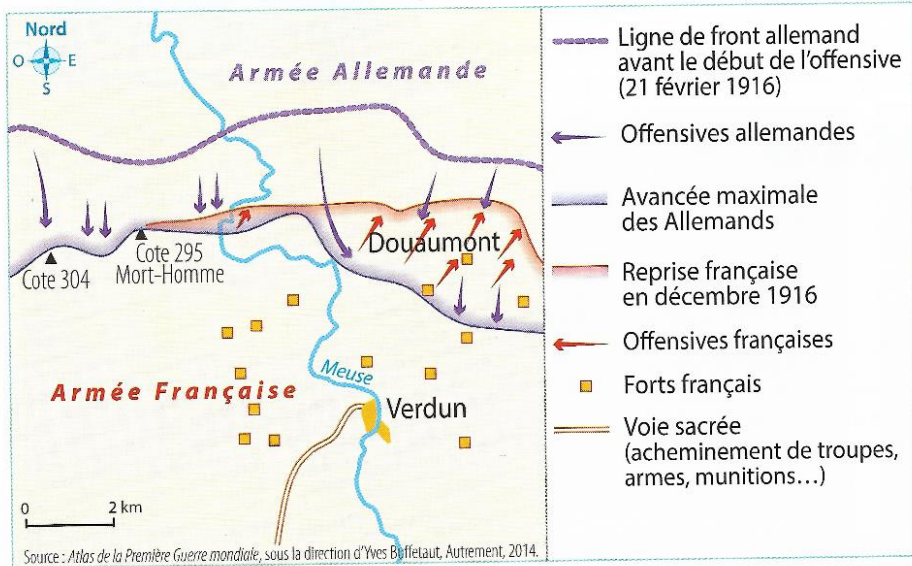 Nord
O
E
S
Armée Allemande
Douaumont
Cote 304
Cote 295
Mort-Homme
Armée Française
Meuse
Verdun
0
2 km
Source : Atlas de la Première Guerre mondiale, sous la direction d'Yves Buffetaut, Autrement, 2014.
Ligne de front allemand
avant le début de l'offensive
(21 février 1916)
Offensives allemandes
Avancée maximale
des Allemands
Reprise française
en décembre 1916
Offensives françaises
Forts français
Voie sacrée
(acheminement de troupes,
armes, munitions...)